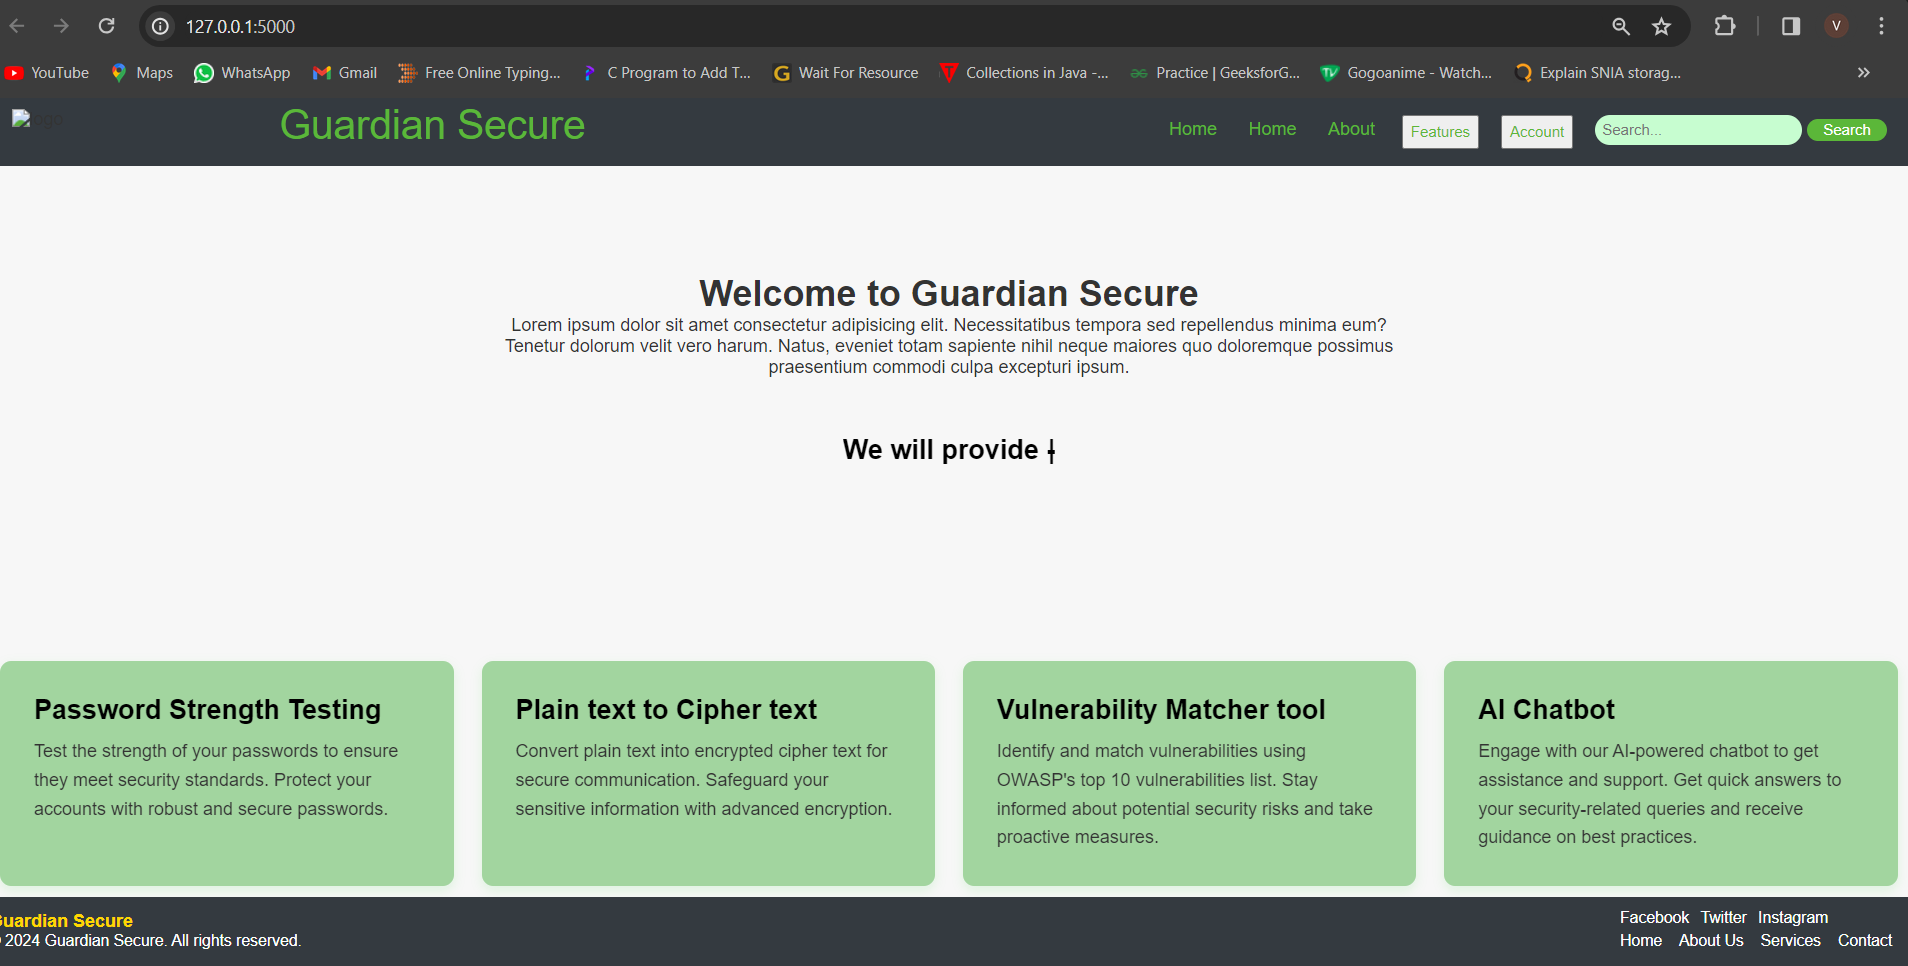 127.0.0.1:5000
V
YouTube Maps WhatsApp Gmail Free Online Typing... C Program to Add T... Wait For Resource Collections in Java -... Practice | GeeksforG... Gogoanime - Watch... Explain SNIA storag...
logo
Guardian Secure
Home Home About Features Account Search... Search
Welcome to Guardian Secure
Lorem ipsum dolor sit amet consectetur adipisicing elit. Necessitatibus tempora sed repellendus minima eum?
Tenetur dolorum velit vero harum. Natus, eveniet totam sapiente nihil neque maiores quo doloremque possimus
praesentium commodi culpa excepturi ipsum.
We will provide
Password Strength Testing
Test the strength of your passwords to ensure
they meet security standards. Protect your
accounts with robust and secure passwords.
Plain text to Cipher text
Convert plain text into encrypted cipher text for
secure communication. Safeguard your
sensitive information with advanced encryption.
Vulnerability Matcher tool
Identify and match vulnerabilities using
OWASP's top 10 vulnerabilities list. Stay
informed about potential security risks and take
proactive measures.
AI Chatbot
Engage with our AI-powered chatbot to get
assistance and support. Get quick answers to
your security-related queries and receive
guidance on best practices.
Guardian Secure
© 2024 Guardian Secure. All rights reserved.
Facebook Twitter Instagram
Home About Us Services Contact